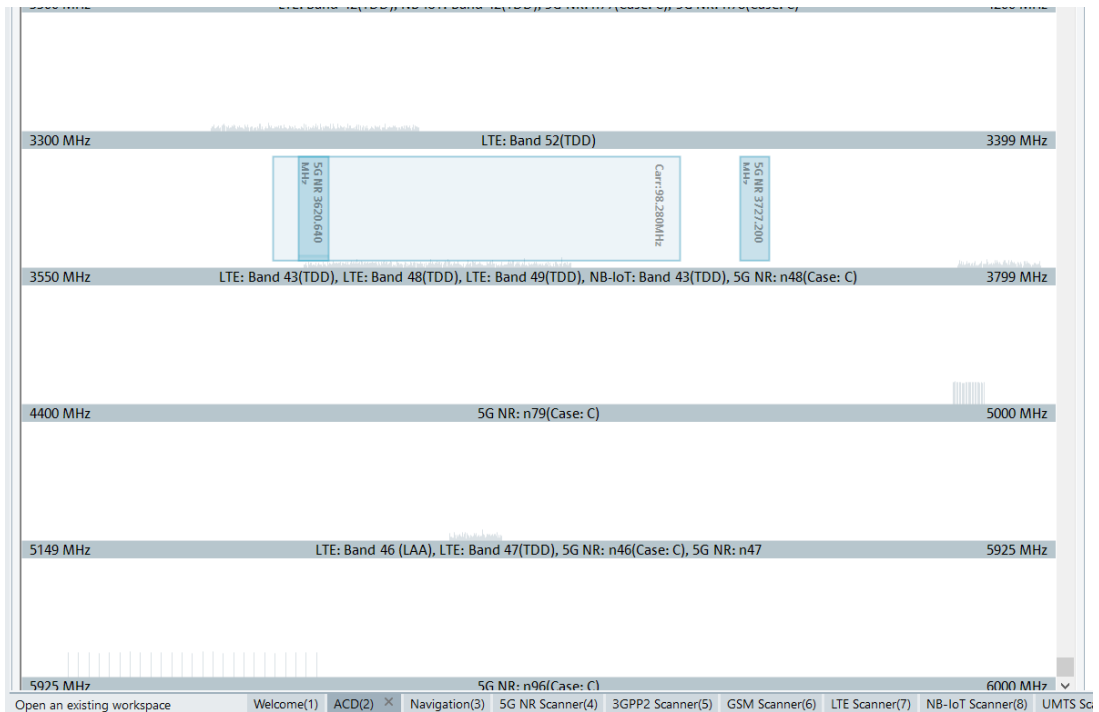 3300 MHz LTE: Band 52(TDD) 3399 MHz
5G NR 3620.640
MHz
Carr:98.280MHz
5G NR 3727.200
MHz
3550 MHz LTE: Band 43(TDD), LTE: Band 48(TDD), LTE: Band 49(TDD), NB-IoT: Band 43(TDD), 5G NR: n48(Case: C) 3799 MHz
4400 MHz 5G NR: n79(Case: C) 5000 MHz
5149 MHz LTE: Band 46 (LAA), LTE: Band 47(TDD), 5G NR: n46(Case: C), 5G NR: n47 5925 MHz
5925 MHz 5G NR: n96(Case: C) 6000 MHz
Open an existing workspace Welcome(1) ACD(2) Navigation(3) 5G NR Scanner(4) 3GPP2 Scanner(5) GSM Scanner(6) LTE Scanner(7) NB-IoT Scanner(8) UMTS Sca